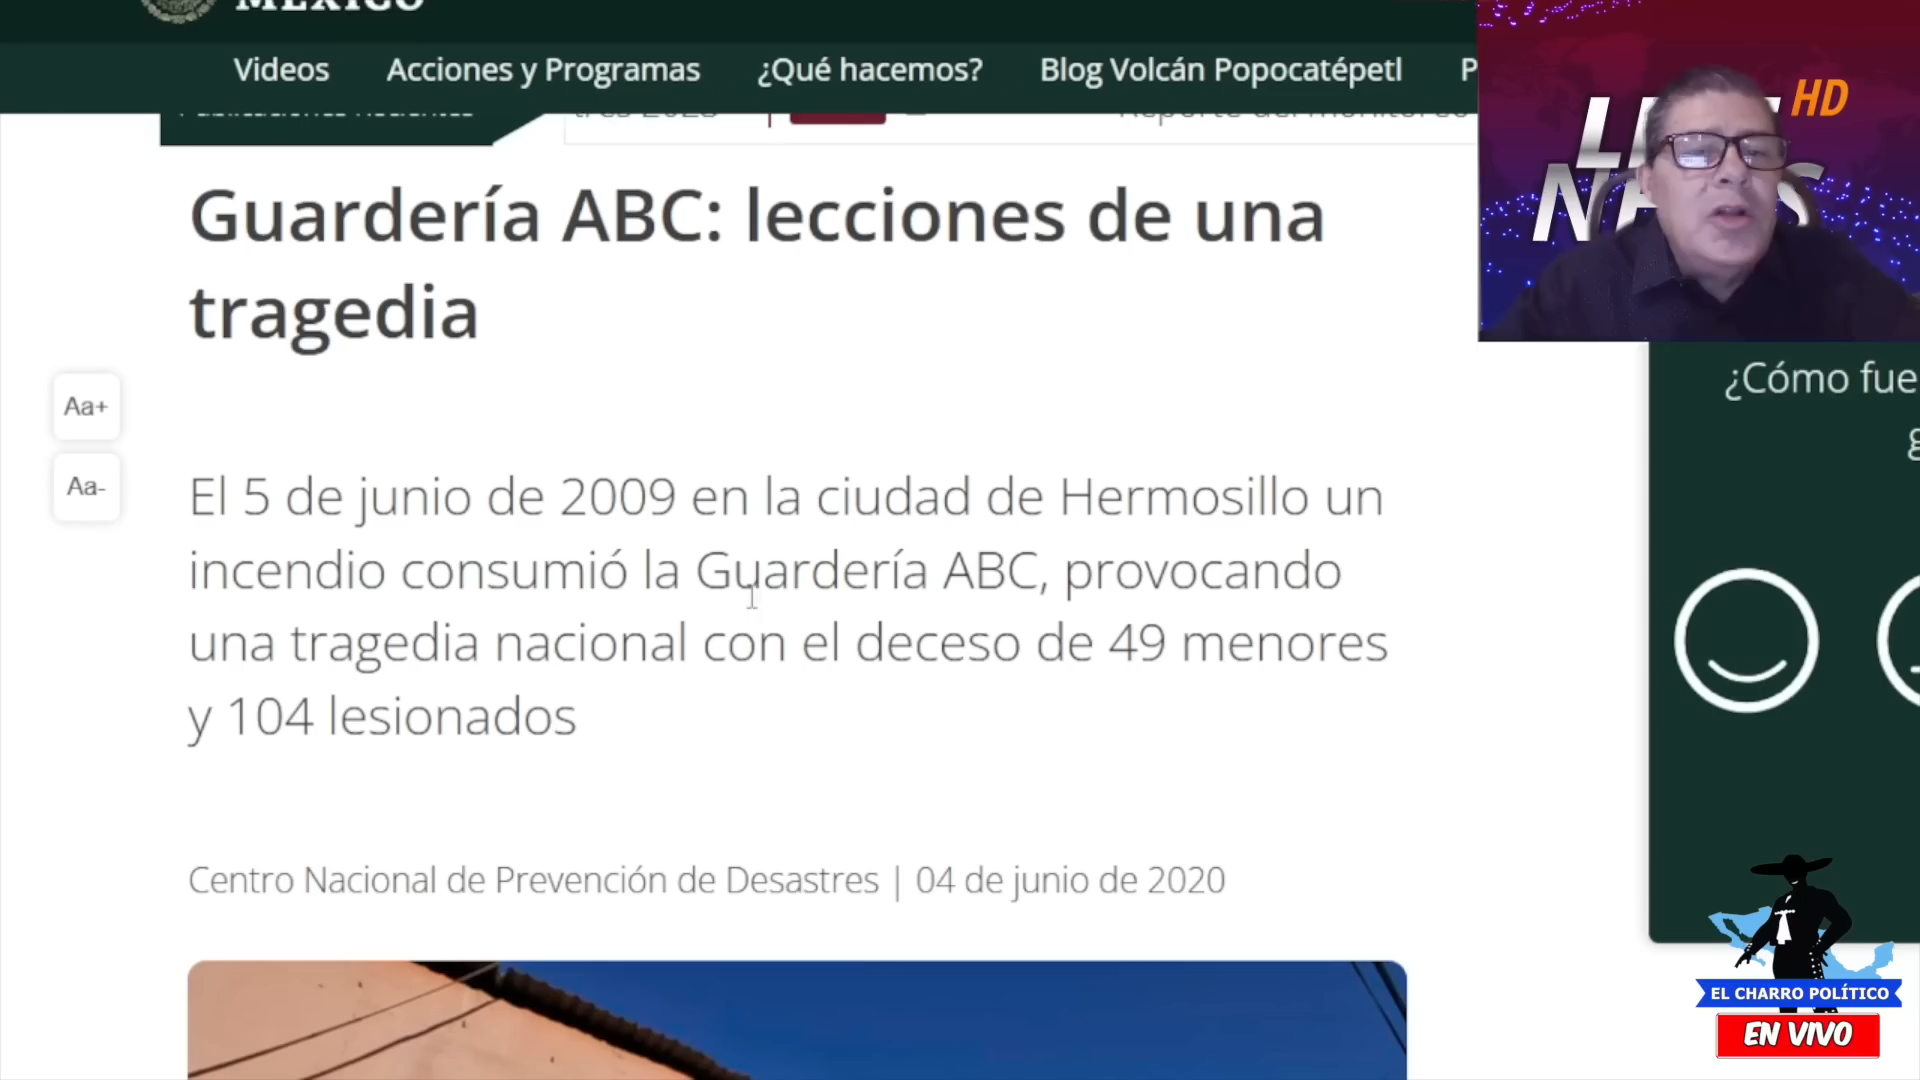 MÉXICO
Videos Acciones y Programas ¿Qué hacemos? Blog Volcán Popocatépetl P
Guardería ABC: lecciones de una
tragedia
Aa+
Aa-
El 5 de junio de 2009 en la ciudad de Hermosillo un
incendio consumió la Guardería ABC, provocando
una tragedia nacional con el deceso de 49 menores
y 104 lesionados
Centro Nacional de Prevención de Desastres | 04 de junio de 2020
HD
¿Cómo fue
g
EL CHARRO POLÍTICO
EN VIVO